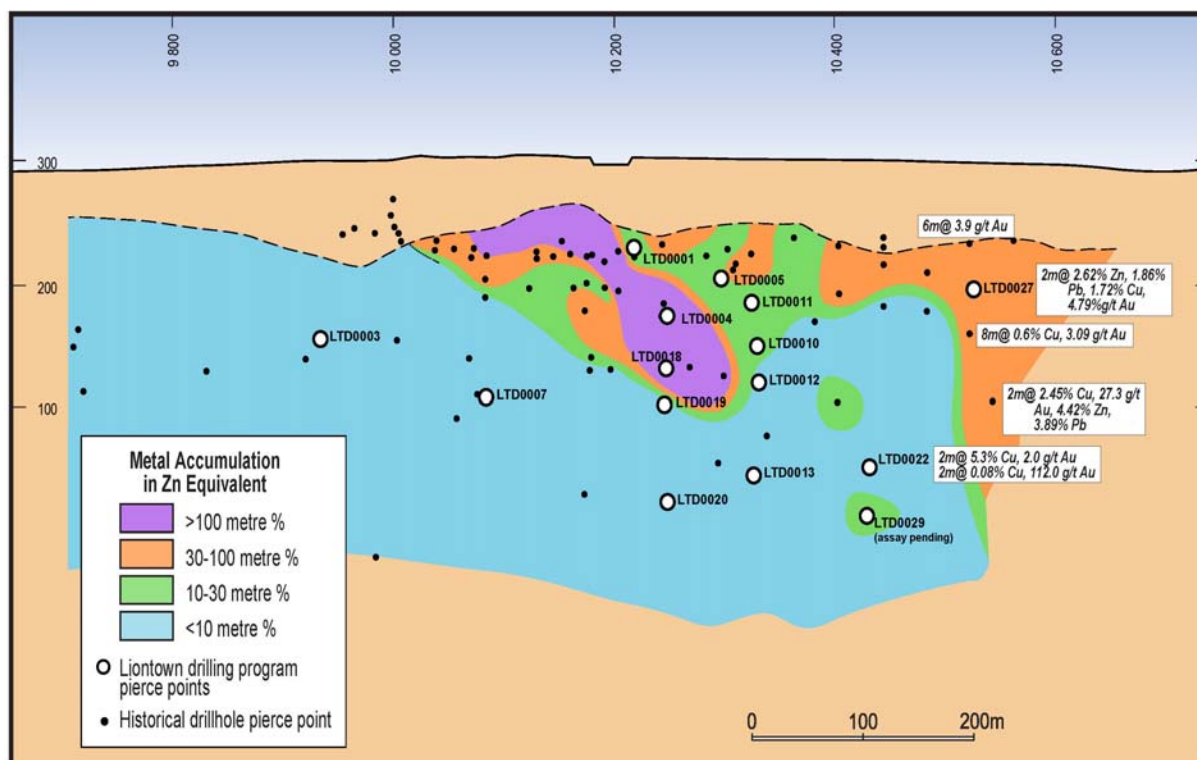 9 800
10 000
10 200
10 400
10 600
300
200
100
6m@ 3.9 g/t Au
LTD0001
LTD0005
LTD0027
2m@ 2.62% Zn, 1.86%
Pb, 1.72% Cu,
4.79%g/t Au
LTD0011
LTD0004
LTD0003
8m@ 0.6% Cu, 3.09 g/t Au
LTD0010
LTD0018
LTD0012
LTD0007
LTD0019
2m@ 2.45% Cu, 27.3 g/t
Au, 4.42% Zn,
3.89% Pb
LTD0022
2m@ 5.3% Cu, 2.0 g/t Au
2m@ 0.08% Cu, 112.0 g/t Au
LTD0013
LTD0020
LTD0029
(assay pending)
Metal Accumulation
in Zn Equivalent
>100 metre %
30-100 metre %
10-30 metre %
<10 metre %
Liontown drilling program
pierce points
Historical drillhole pierce point
0
100
200m